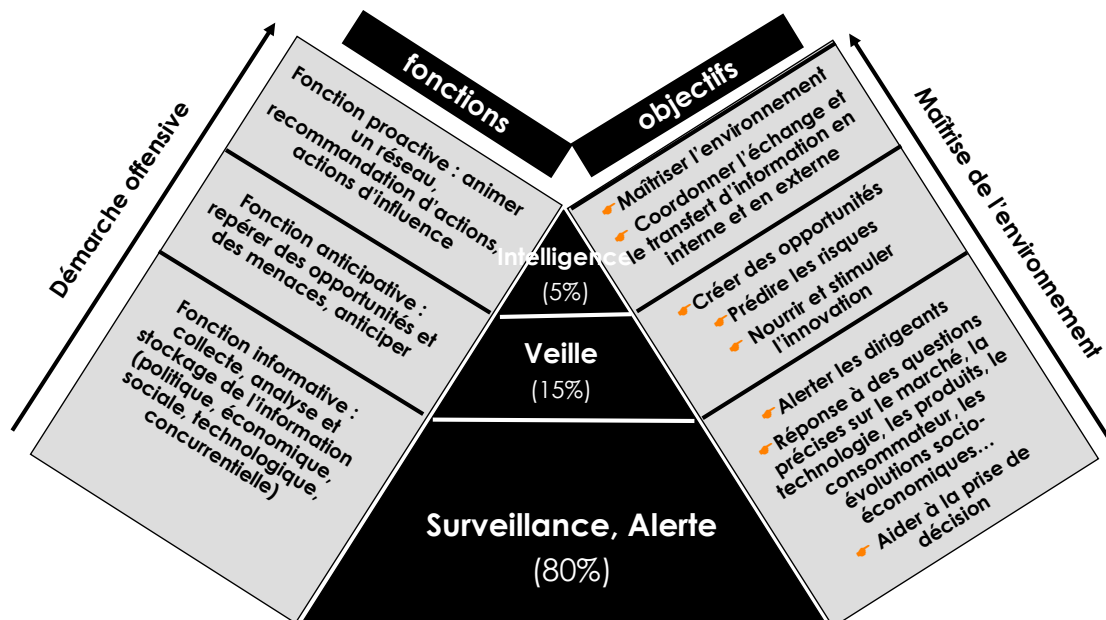 Démarche offensive
fonctions
Fonction proactive : animer
un réseau,
recommandation d'actions,
actions d'influence
Fonction anticipative :
repérer des opportunités et
des menaces, anticiper
Fonction informative :
collecte, analyse et
stockage de l'information
(politique, économique,
sociale, technologique,
concurrentielle)
Intelligence
(5%)
Veille
(15%)
Surveillance, Alerte
(80%)
objectifs
Maîtriser l'environnement
Coordonner l'échange et
le transfert d'information en
interne et en externe
Créer des opportunités
Prédire les risques
Nourrir et stimuler
l'innovation
Alerter les dirigeants
Réponse à des questions
précises sur le marché, la
technologie, les produits, le
consommateur, les
évolutions socio-
économiques…
Aider à la prise de
décision
Maîtrise de l'environnement